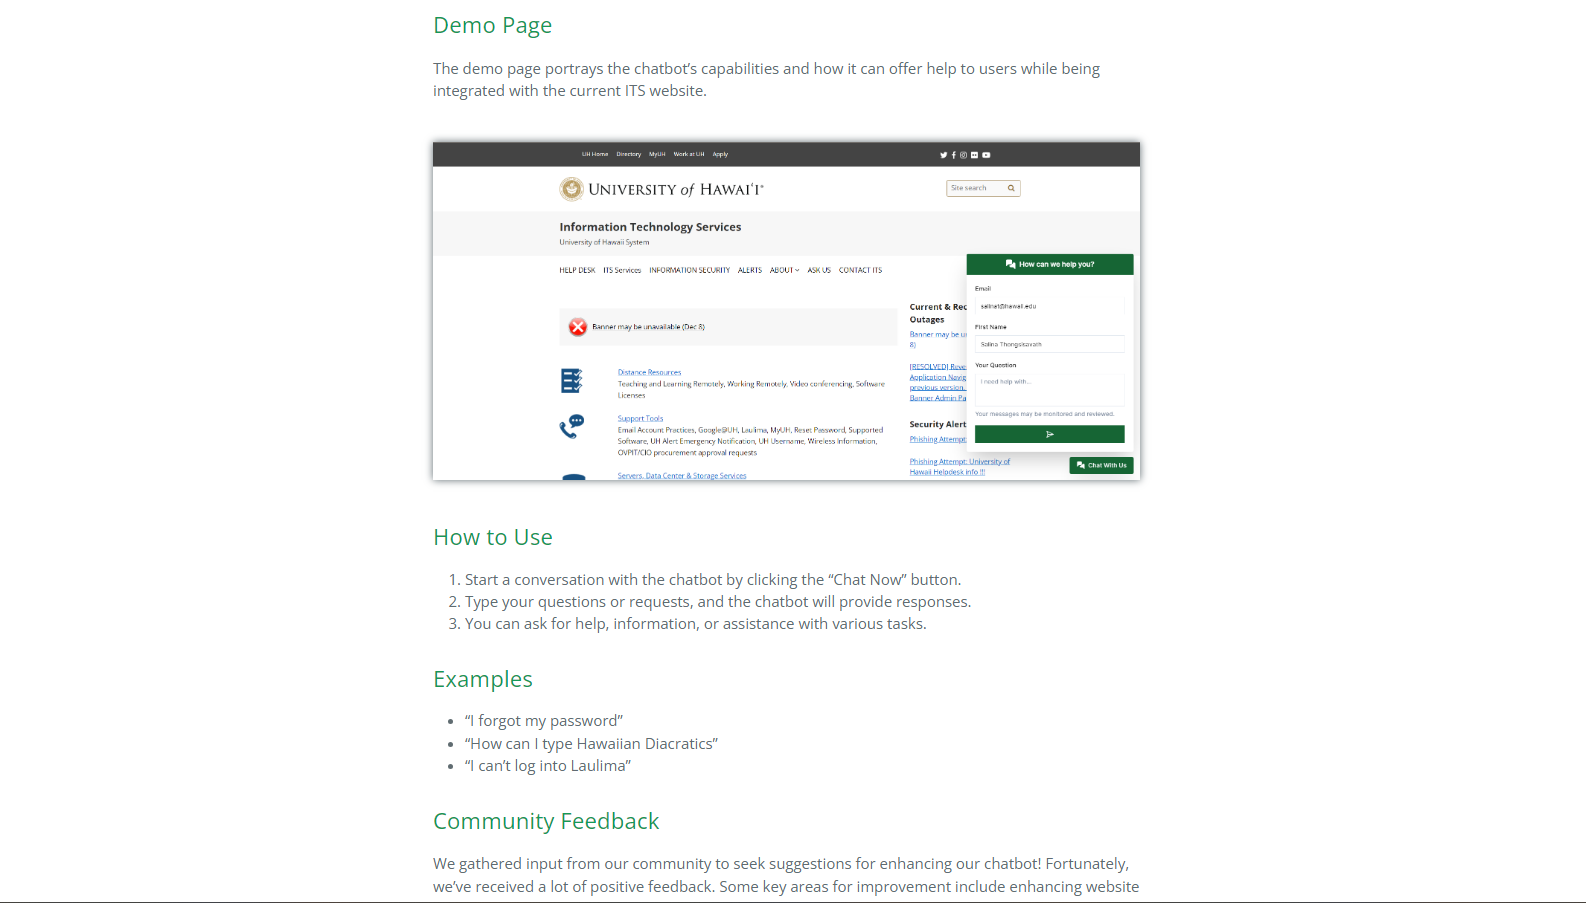 Demo Page
The demo page portrays the chatbot’s capabilities and how it can offer help to users while being
integrated with the current ITS website.
UH Home Directory MyUH Work at UH Apply
UNIVERSITY of HAWAIʻI®
Site search
Information Technology Services
University of Hawaii System
HELP DESK ITS Services INFORMATION SECURITY ALERTS ABOUT ASK US CONTACT ITS
Banner may be unavailable (Dec 8)
Distance Resources
Teaching and Learning Remotely, Working Remotely, Video conferencing, Software
Licenses
Support Tools
Email Account Practices, Google@UH, Laulima, MyUH, Reset Password, Supported
Software, UH Alert Emergency Notification, UH Username, Wireless Information,
OVPIT/CIO procurement approval requests
Servers, Data Center & Storage Services
Current & Rec
Outages
Banner may be u
8)
[RESOLVED] Reve
Application Navig
previous version
Banner Admin Pa
Security Alert
Phishing Attempt:
Phishing Attempt: University of
Hawaii Helpdesk Info !!!
How can we help you?
Email
salinat@hawaii.edu
First Name
Salina Thongsisavath
Your Question
I need help with...
Your messages may be monitored and reviewed.
Chat With Us
How to Use
1. Start a conversation with the chatbot by clicking the “Chat Now” button.
2. Type your questions or requests, and the chatbot will provide responses.
3. You can ask for help, information, or assistance with various tasks.
Examples
• “I forgot my password”
• “How can I type Hawaiian Diacratics”
• “I can’t log into Laulima”
Community Feedback
We gathered input from our community to seek suggestions for enhancing our chatbot! Fortunately,
we’ve received a lot of positive feedback. Some key areas for improvement include enhancing website